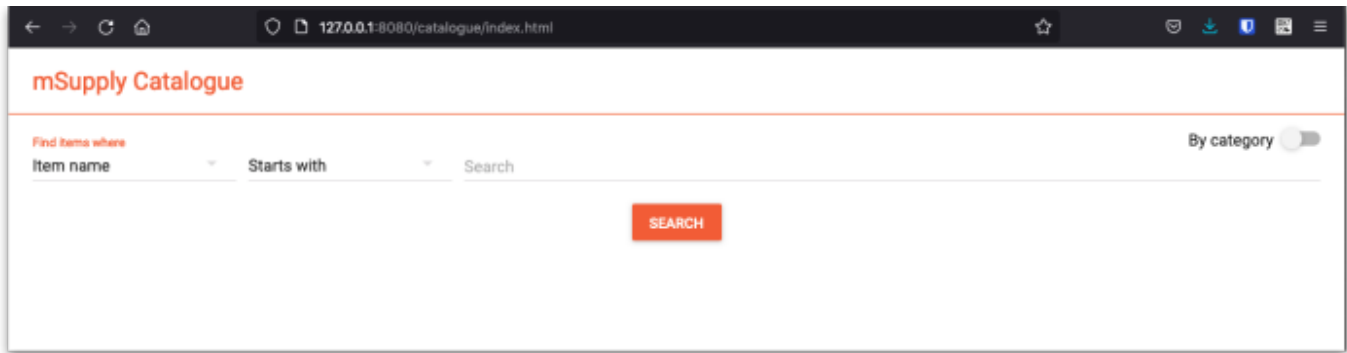 127.0.0.1:8080/catalogue/index.html
mSupply Catalogue
Find items where
By category
Item name
Starts with
Search
SEARCH